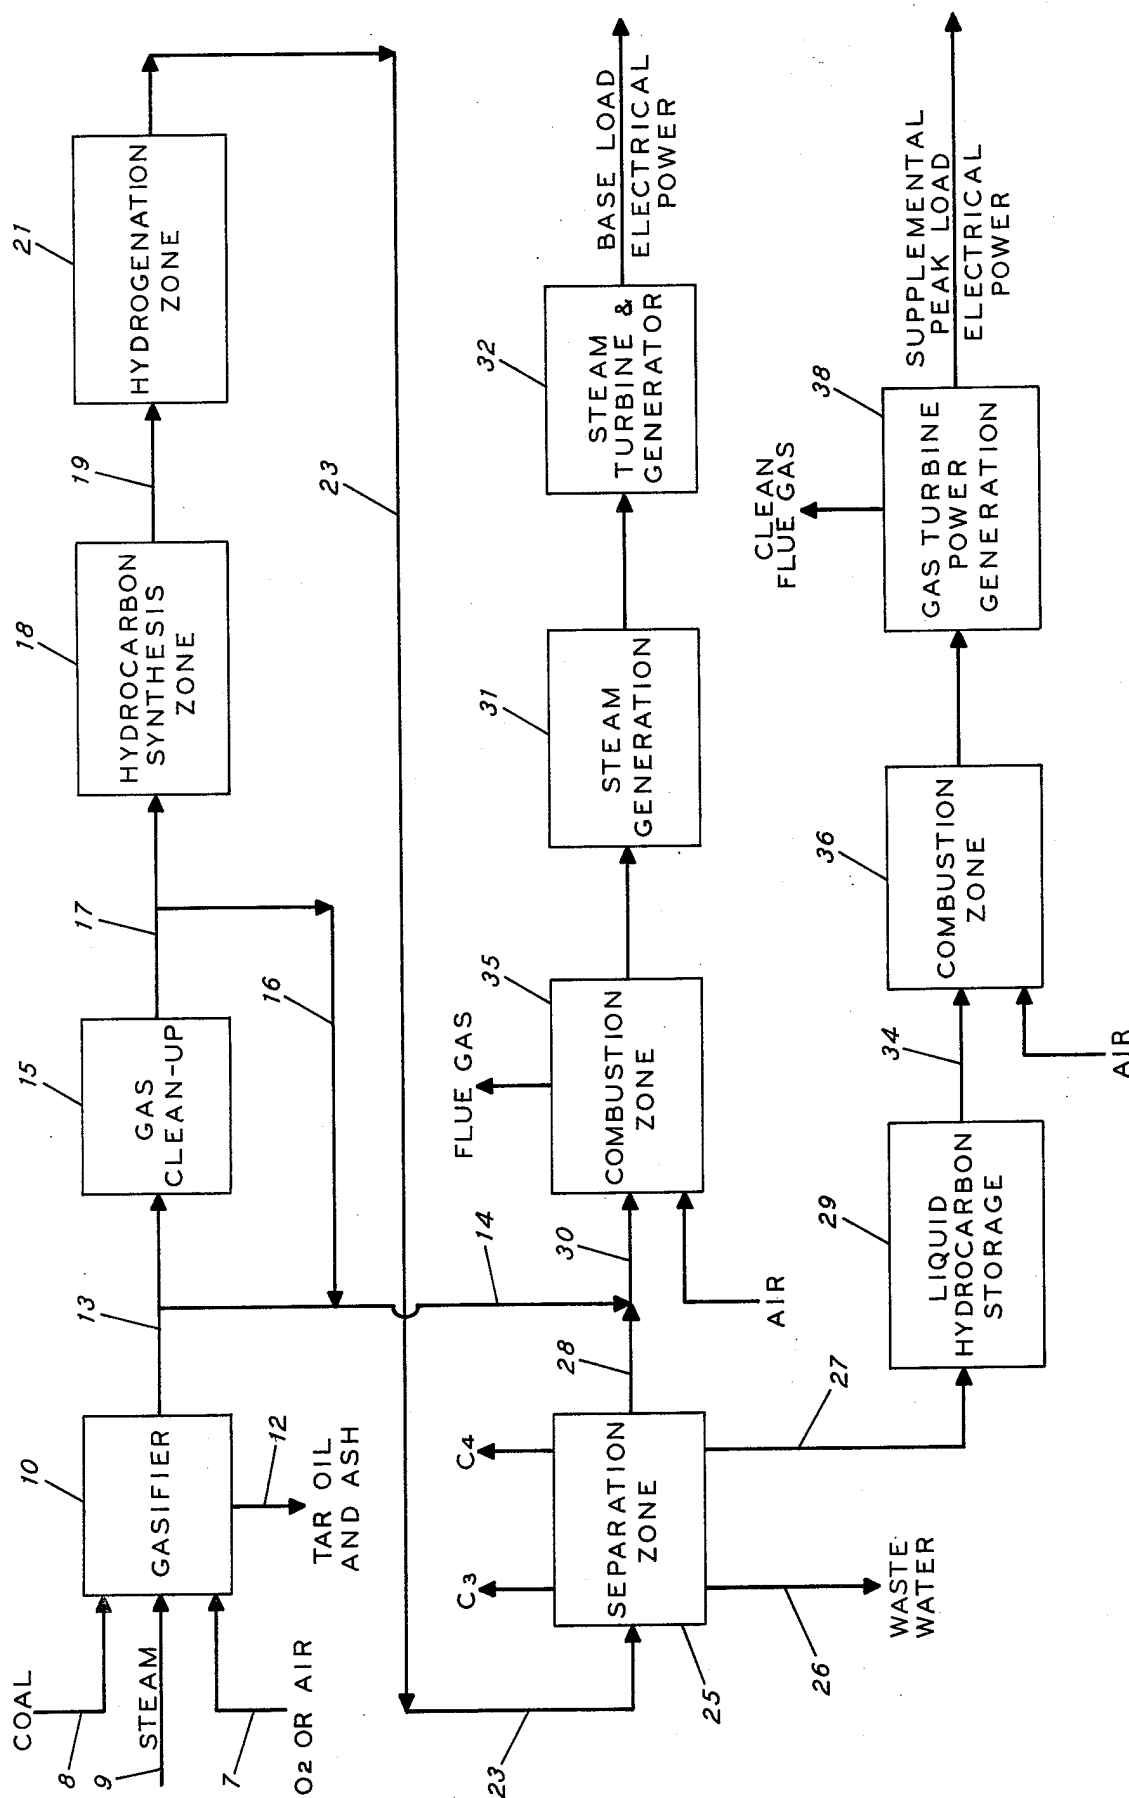 COAL
8
STEAM
9
7
O2 OR AIR
10
GASIFIER
12
TAR OIL
AND ASH
13
15
GAS
CLEAN-UP
17
16
18
HYDROCARBON
SYNTHESIS
ZONE
19
21
HYDROGENATION
ZONE
23
14
23
25
SEPARATION
ZONE
C3
C4
26
WASTE
WATER
27
28
30
AIR
FLUE GAS
35
COMBUSTION
ZONE
31
STEAM
GENERATION
32
STEAM
TURBINE &
GENERATOR
BASE LOAD
ELECTRICAL
POWER
29
LIQUID
HYDROCARBON
STORAGE
34
AIR
36
COMBUSTION
ZONE
CLEAN
FLUE GAS
38
GAS TURBINE
POWER
GENERATION
SUPPLEMENTAL
PEAK LOAD
ELECTRICAL
POWER